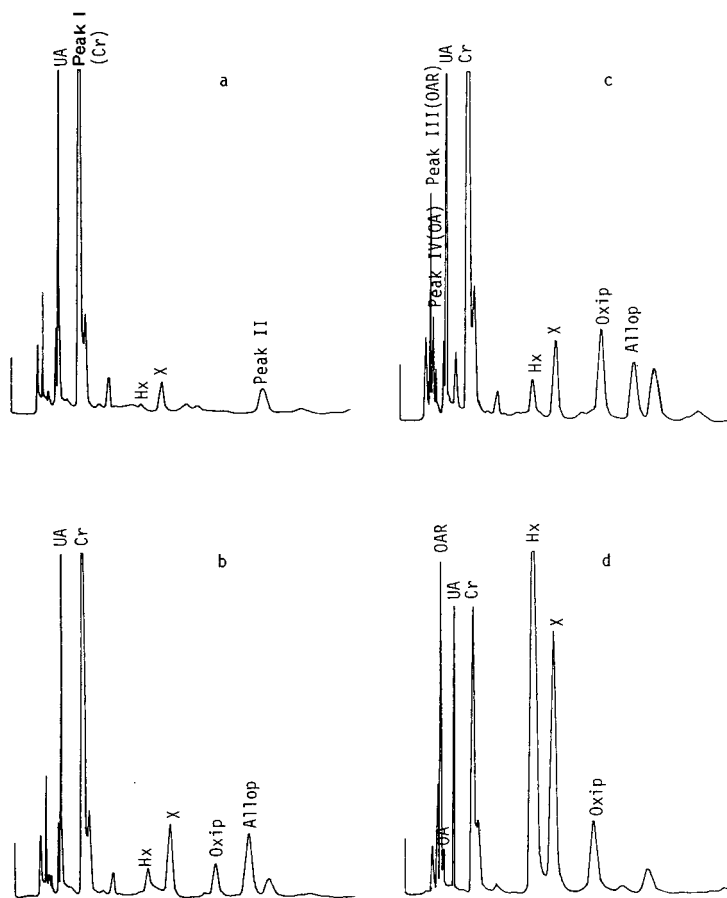 a
UA
Peak I
(Cr)
Hx
X
Peak II
c
Peak IV(OA)
Peak III(OAR)
UA
Cr
Hx
X
Oxip
Allop
b
UA
Cr
Hx
X
Oxip
Allop
d
OAR
OA
UA
Cr
Hx
X
Oxip